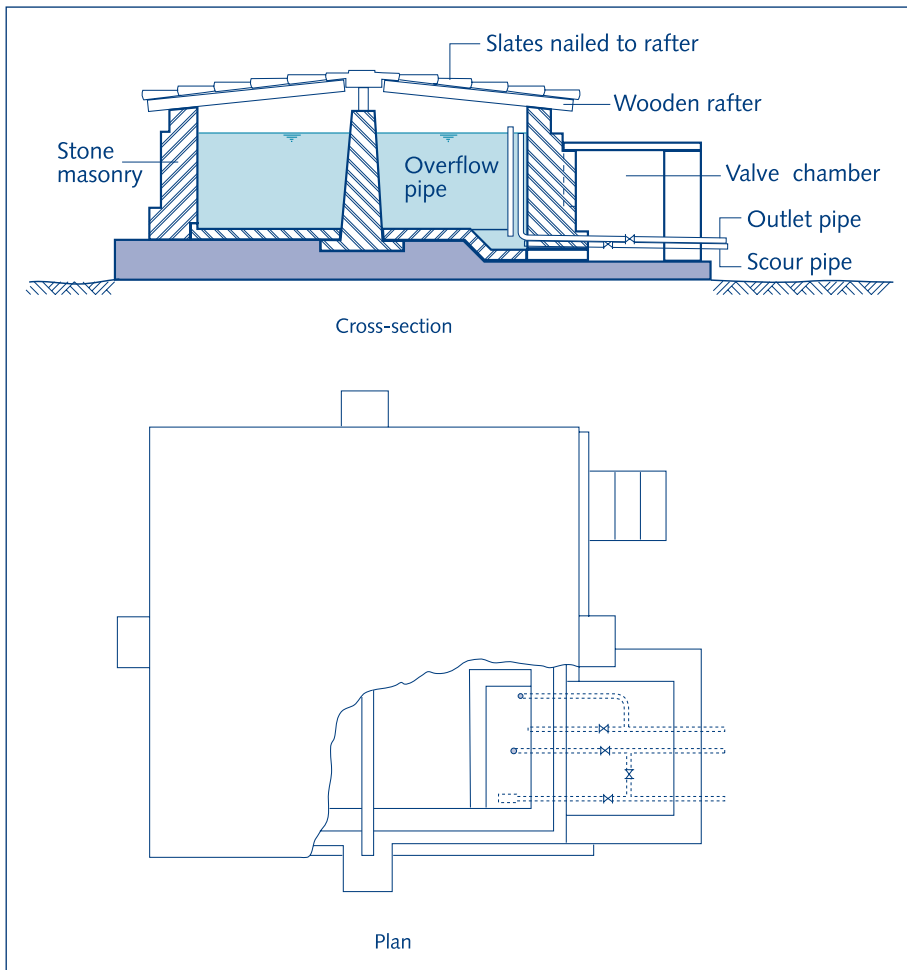 Slates nailed to rafter
Wooden rafter
Stone
masonry
Overflow
pipe
Valve chamber
Outlet pipe
Scour pipe
Cross-section
Plan